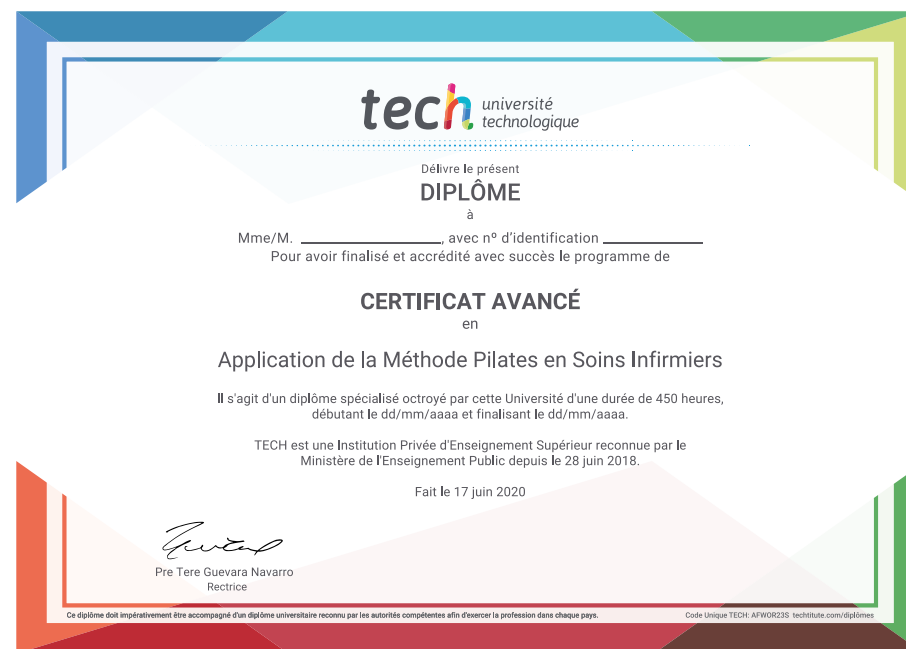 tech université
technologique
Délivre le présent
DIPLÔME
à
Mme/M. ____________________, avec nº d'identification ______________
Pour avoir finalisé et accrédité avec succès le programme de
CERTIFICAT AVANCÉ
en
Application de la Méthode Pilates en Soins Infirmiers
Il s'agit d'un diplôme spécialisé octroyé par cette Université d'une durée de 450 heures,
débutant le dd/mm/aaaa et finalisant le dd/mm/aaaa.
TECH est une Institution Privée d'Enseignement Supérieur reconnue par le
Ministère de l'Enseignement Public depuis le 28 juin 2018.
Fait le 17 juin 2020
Pre Tere Guevara Navarro
Rectrice
Ce diplôme doit impérativement être accompagné d'un diplôme universitaire reconnu par les autorités compétentes afin d'exercer la profession dans chaque pays.
Code Unique TECH: AFWOR23S techtitute.com/diplômes